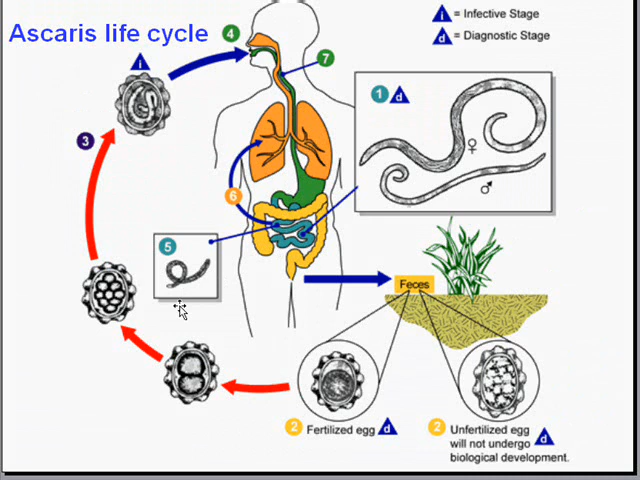 Ascaris life cycle
i = Infective Stage
d = Diagnostic Stage
4
i
7
1 d
3
♀
♂
6
5
Feces
2 Fertilized egg d
2 Unfertilized egg
will not undergo d
biological development.